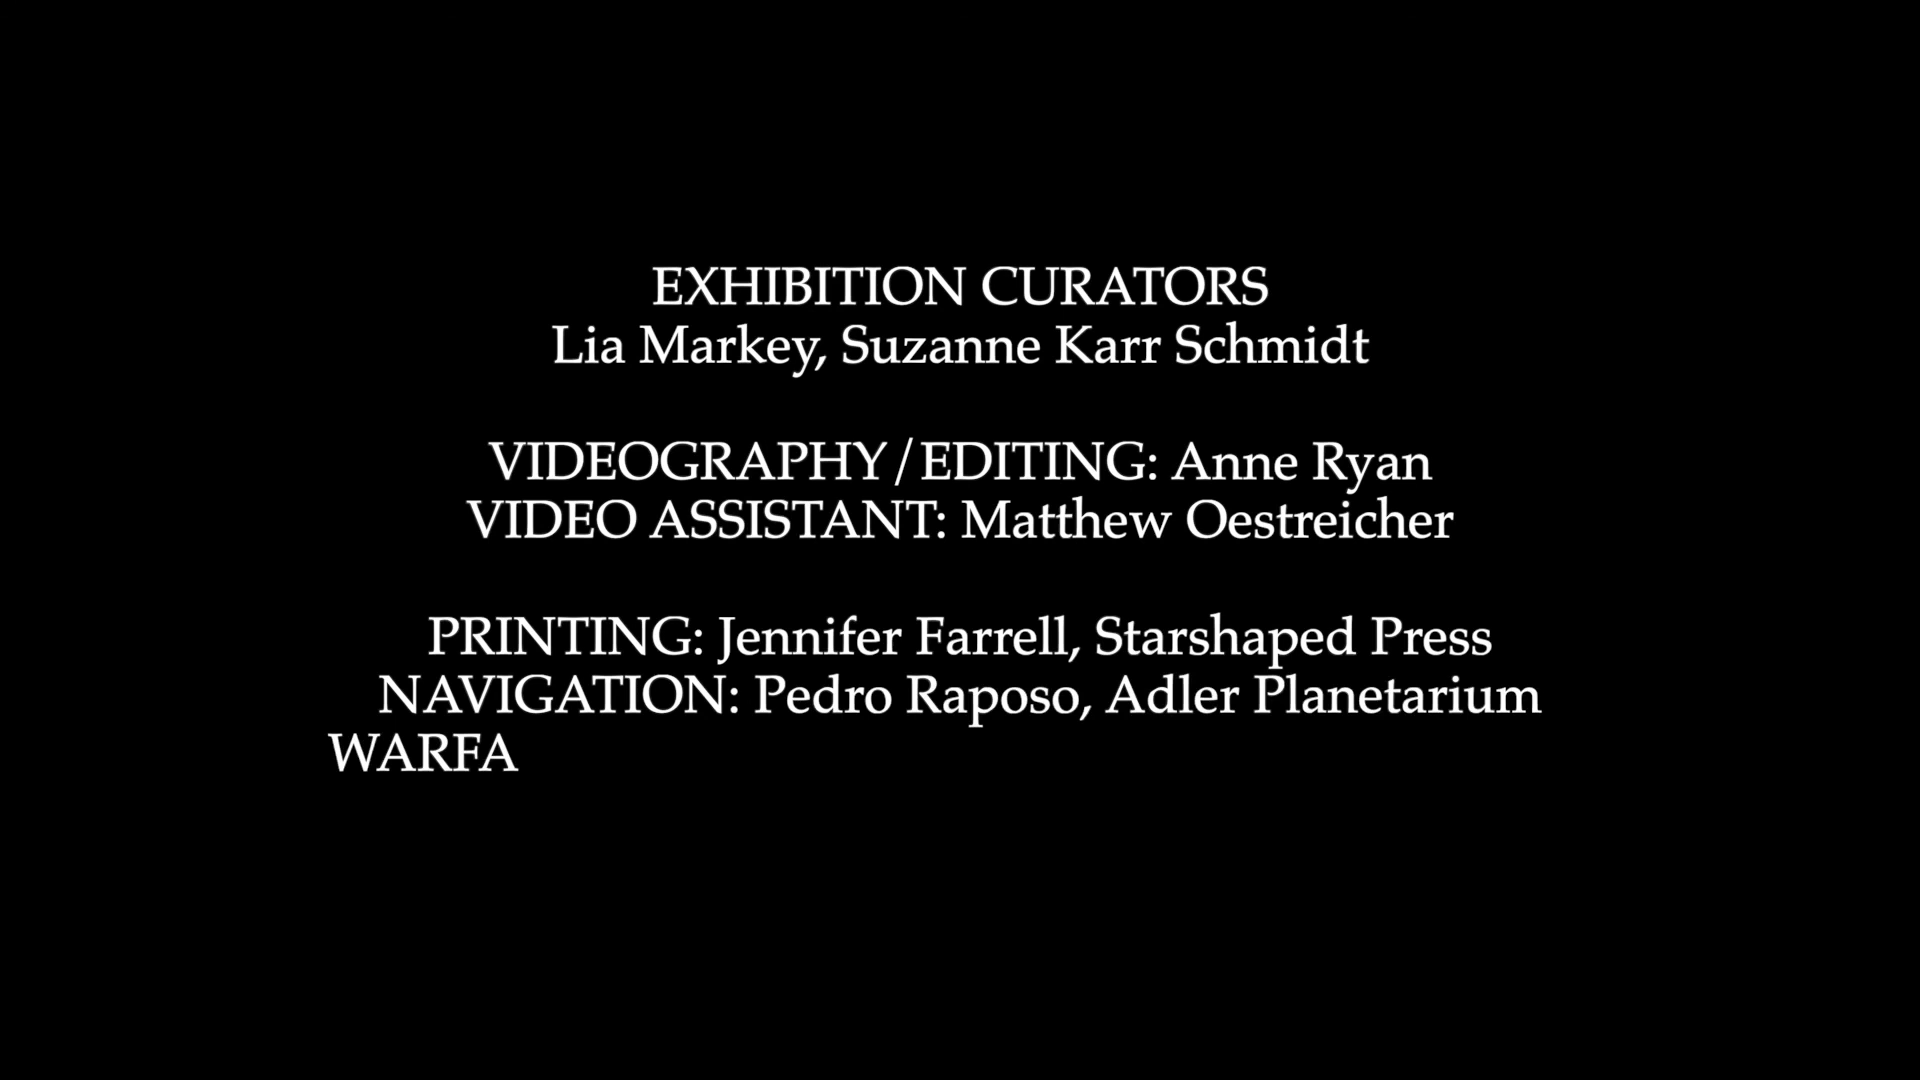 EXHIBITION CURATORS
Lia Markey, Suzanne Karr Schmidt
VIDEOGRAPHY/EDITING: Anne Ryan
VIDEO ASSISTANT: Matthew Oestreicher
PRINTING: Jennifer Farrell, Starshaped Press
NAVIGATION: Pedro Raposo, Adler Planetarium
WARFA